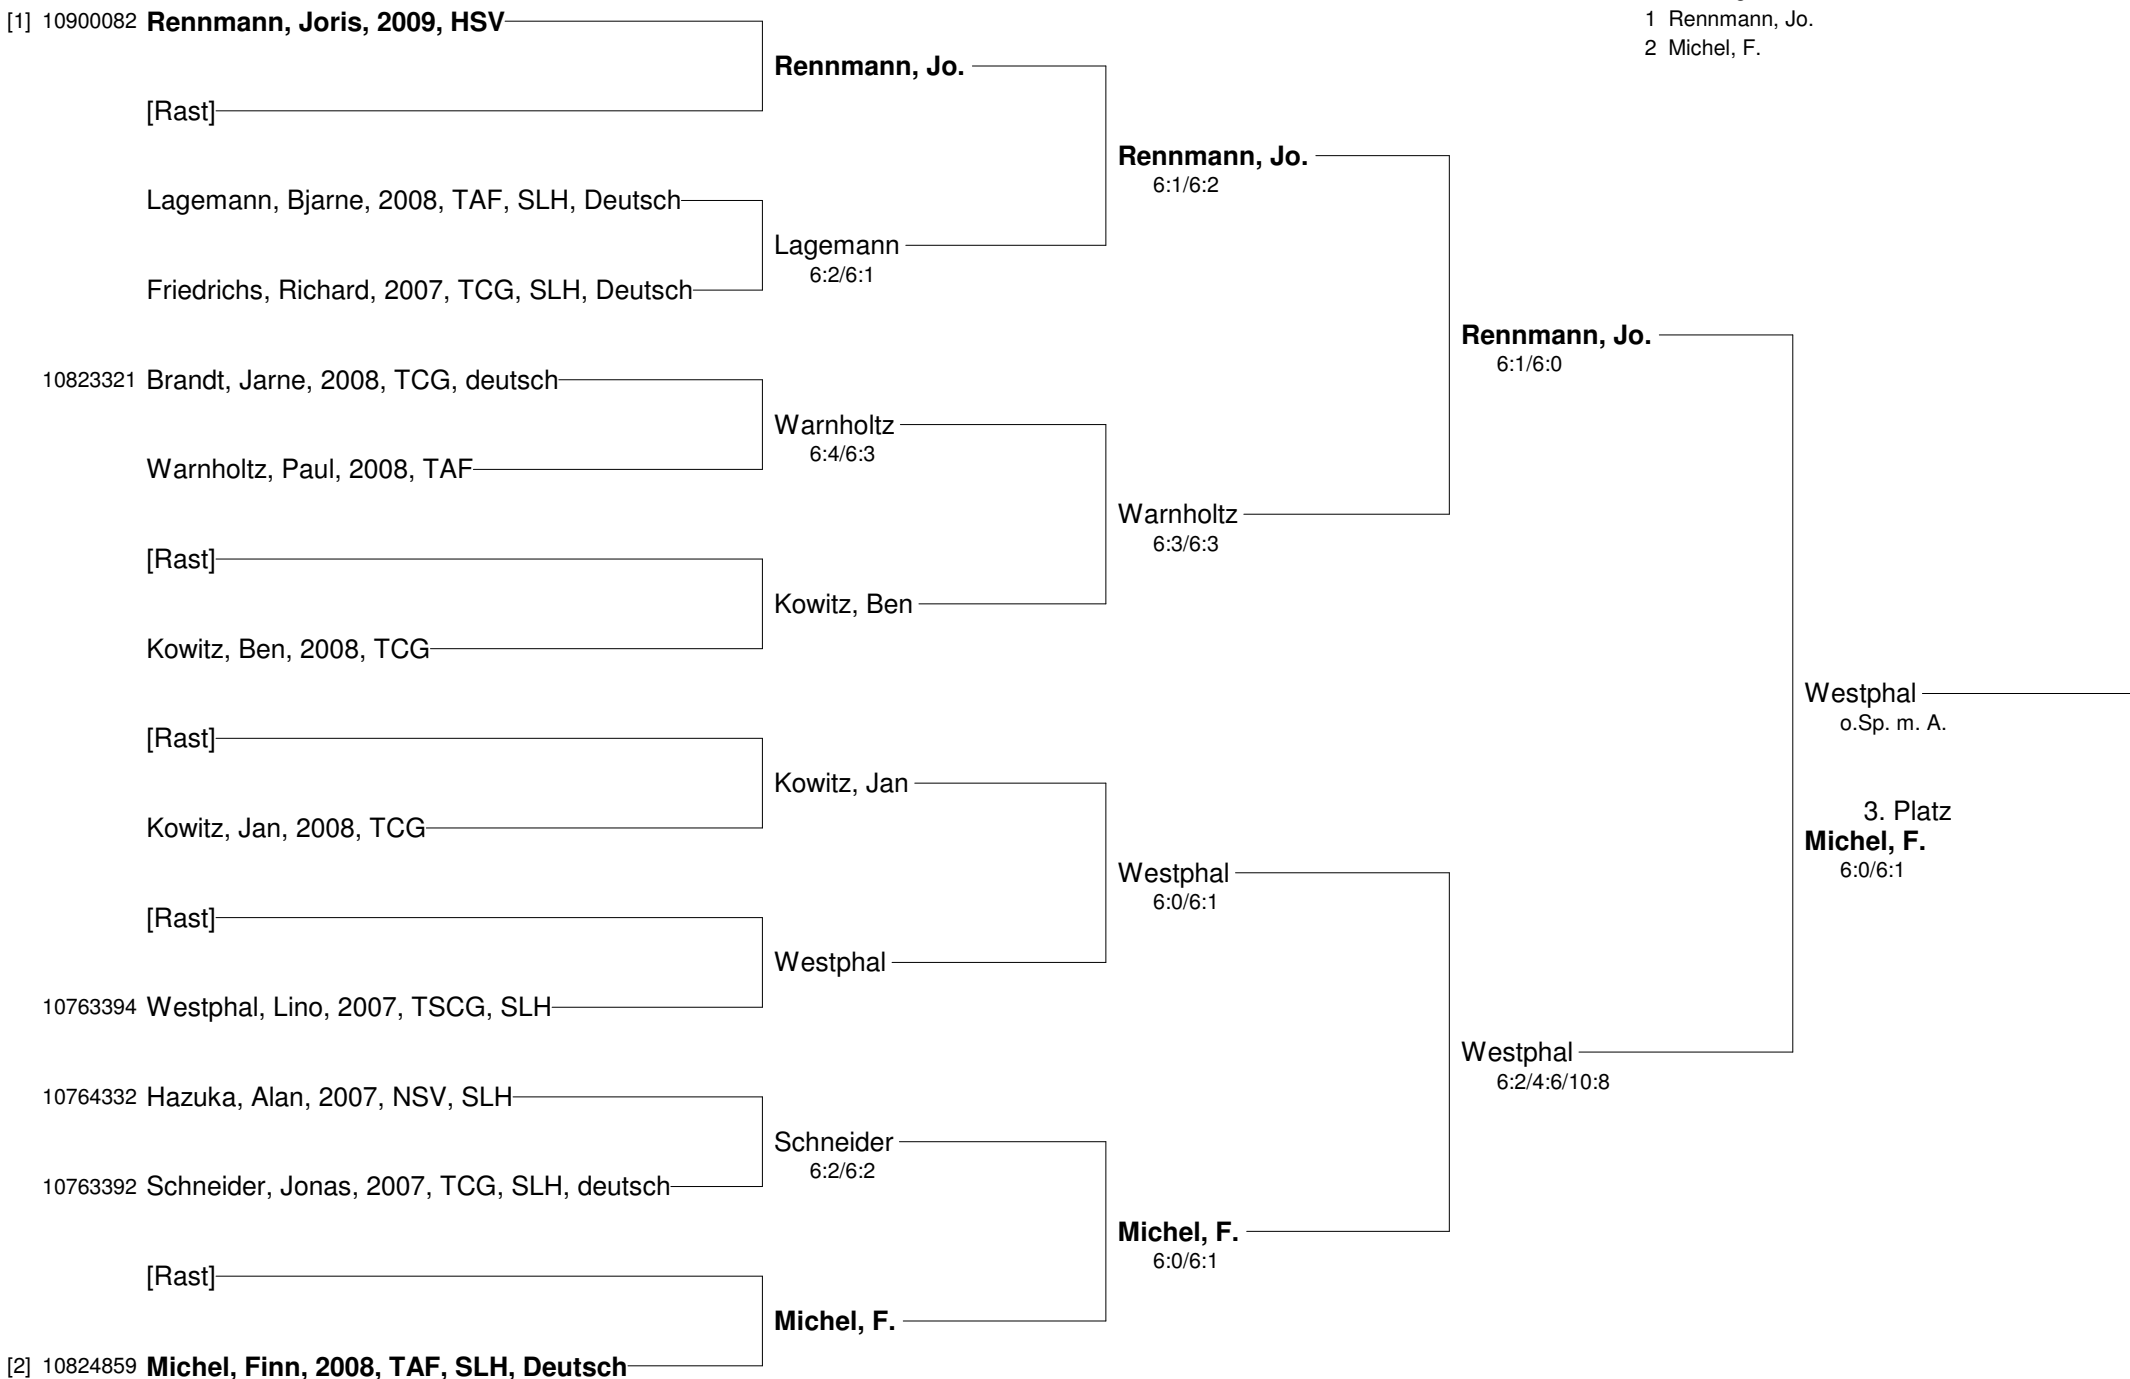 1 Rennmann, Jo.
2 Michel, F.
[1] 10900082 Rennmann, Joris, 2009, HSV
[Rast]
Lagemann, Bjarne, 2008, TAF, SLH, Deutsch
Friedrichs, Richard, 2007, TCG, SLH, Deutsch
10823321 Brandt, Jarne, 2008, TCG, deutsch
Warnholtz, Paul, 2008, TAF
[Rast]
Kowitz, Ben, 2008, TCG
[Rast]
Kowitz, Jan, 2008, TCG
[Rast]
10763394 Westphal, Lino, 2007, TSCG, SLH
10764332 Hazuka, Alan, 2007, NSV, SLH
10763392 Schneider, Jonas, 2007, TCG, SLH, deutsch
[Rast]
[2] 10824859 Michel, Finn, 2008, TAF, SLH, Deutsch
Rennmann, Jo.
Lagemann
6:2/6:1
Warnholtz
6:4/6:3
Kowitz, Ben
Kowitz, Jan
Westphal
Schneider
6:2/6:2
Michel, F.
Rennmann, Jo.
6:1/6:2
Warnholtz
6:3/6:3
Westphal
6:0/6:1
Michel, F.
6:0/6:1
Rennmann, Jo.
6:1/6:0
Westphal
6:2/4:6/10:8
Westphal
o.Sp. m. A.
3. Platz
Michel, F.
6:0/6:1